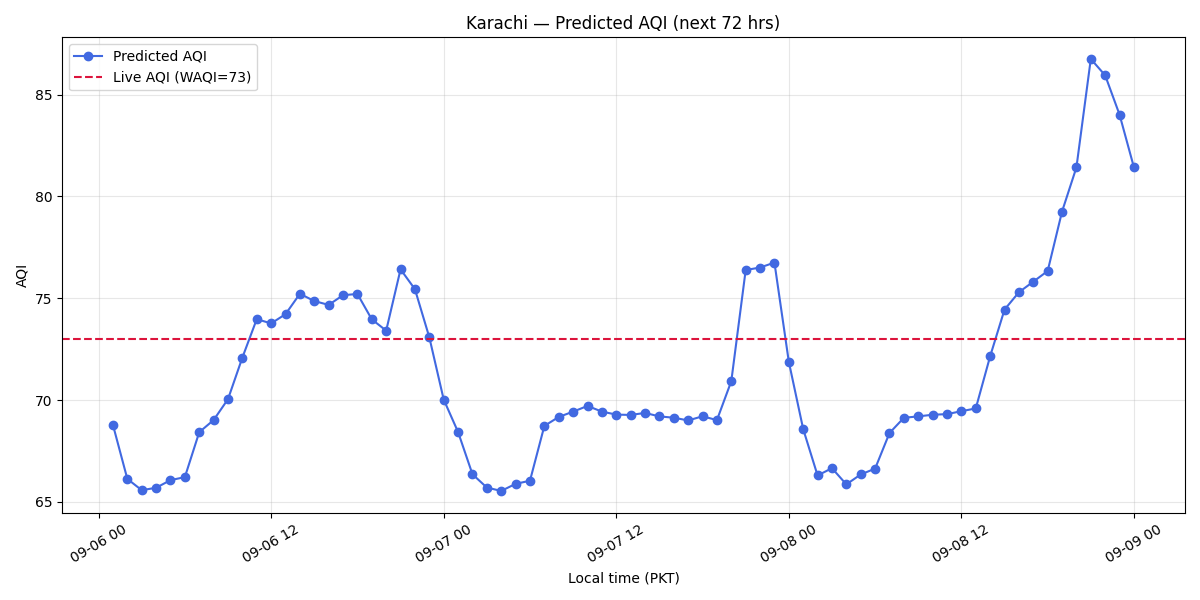 Karachi — Predicted AQI (next 72 hrs)
Predicted AQI
Live AQI (WAQI=73)
AQI
85
80
75
70
65
09-06 00
09-06 12
09-07 00
09-07 12
09-08 00
09-08 12
09-09 00
Local time (PKT)